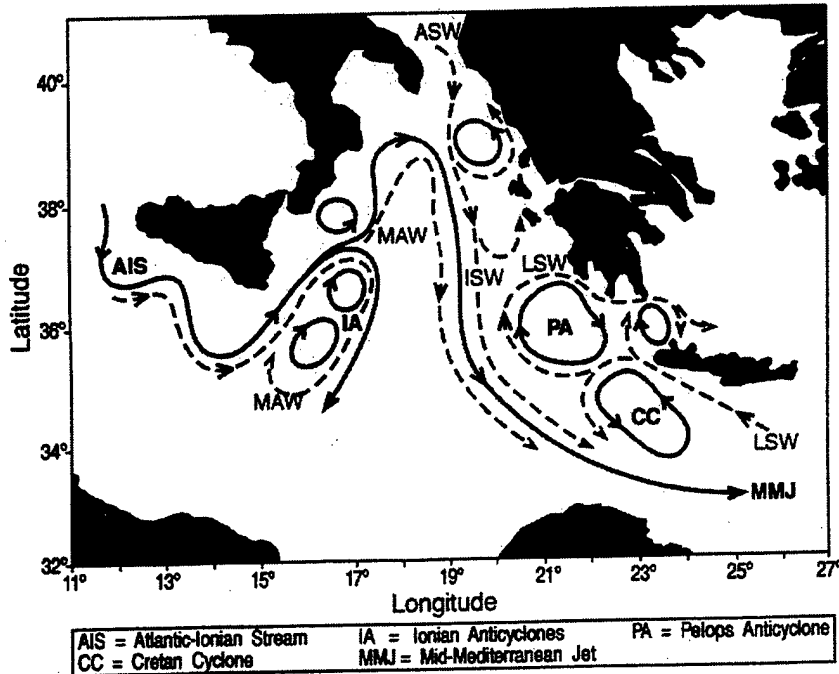 ASW
40°
38°
MAW
AIS
ISW
LSW
Latitude
36°
IA
PA
MAW
CC
LSW
34°
MMJ
32°
11° 13° 15° 17° 19° 21° 23° 25° 27°
Longitude
AIS = Atlantic-Ionian Stream IA = Ionian Anticyclones PA = Pelops Anticyclone
CC = Cretan Cyclone MMJ = Mid-Mediterranean Jet